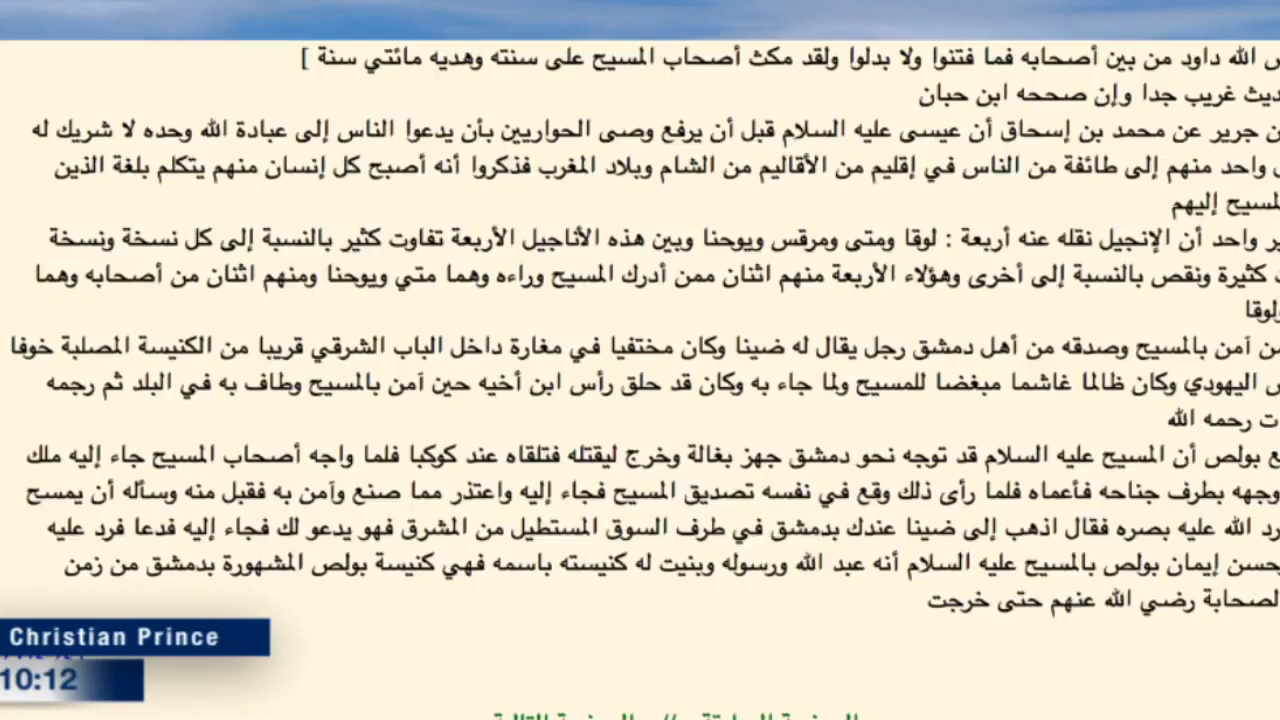 الله داود من بين أصحابه فما فتنوا ولا بدلوا ولقد مكث أصحاب المسيح على سنته وهديه مائتي سنة ]
غريب جدا وإن صححه ابن حبان
جرير عن محمد بن إسحاق أن عيسى عليه السلام قبل أن يرفع وصى الحواريين بأن يدعوا الناس إلى عبادة الله وحده لا شريك له
واحد منهم إلى طائفة من الناس في إقليم من الأقاليم من الشام وبلاد المغرب فذكروا أنه أصبح كل إنسان منهم يتكلم بلغة الذين
إليهم
واحد أن الإنجيل نقله عنه أربعة : لوقا ومتى ومرقس ويوحنا وبين هذه الأناجيل الأربعة تفاوت كثير بالنسبة إلى كل نسخة ونسخة
كثيرة ونقص بالنسبة إلى أخرى وهؤلاء الأربعة منهم اثنان ممن أدرك المسيح وراءه وهما متي ويوحنا ومنهم اثنان من أصحابه وهما
ولوقا
آمن بالمسيح وصدقه من أهل دمشق رجل يقال له ضينا وكان مختفيا في مغارة داخل الباب الشرقي قريبا من الكنيسة المصلبة خوفا
اليهودي وكان ظالما غاشما مبغضا للمسيح ولما جاء به وكان قد حلق رأس ابن أخيه حين آمن بالمسيح وطاف به في البلد ثم رجمه
رحمه الله
بولص أن المسيح عليه السلام قد توجه نحو دمشق جهز بغالة وخرج ليقتله فتلقاه عند كوكبا فلما واجه أصحاب المسيح جاء إليه ملك
وجهه بطرف جناحه فأعماه فلما رأى ذلك وقع في نفسه تصديق المسيح فجاء إليه واعتذر مما صنع وآمن به فقبل منه وسأله أن يمسح
الله عليه بصره فقال اذهب إلى ضينا عندك بدمشق في طرف السوق المستطيل من المشرق فهو يدعو لك فجاء إليه فدعا فرد عليه
إيمان بولص بالمسيح عليه السلام أنه عبد الله ورسوله وبنيت له كنيسته باسمه فهي كنيسة بولص المشهورة بدمشق من زمن
الصحابة رضي الله عنهم حتى خرجت
Christian Prince
10:12